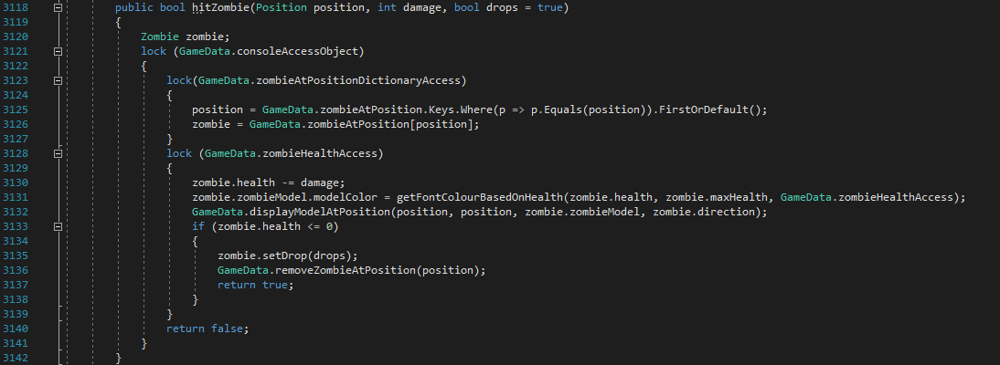 3118 public bool hitZombie(Position position, int damage, bool drops = true)
3119 {
3120 Zombie zombie;
3121 lock (GameData.consoleAccessObject)
3122 {
3123 lock(GameData.zombieAtPositionDictionaryAccess)
3124 {
3125 position = GameData.zombieAtPosition.Keys.Where(p => p.Equals(position)).FirstOrDefault();
3126 zombie = GameData.zombieAtPosition[position];
3127 }
3128 lock (GameData.zombieHealthAccess)
3129 {
3130 zombie.health -= damage;
3131 zombie.zombieModel.modelColor = getFontColourBasedOnHealth(zombie.health, zombie.maxHealth, GameData.zombieHealthAccess);
3132 GameData.displayModelAtPosition(position, position, zombie.zombieModel, zombie.direction);
3133 if (zombie.health <= 0)
3134 {
3135 zombie.setDrop(drops);
3136 GameData.removeZombieAtPosition(position);
3137 return true;
3138 }
3139 }
3140 return false;
3141 }
3142 }